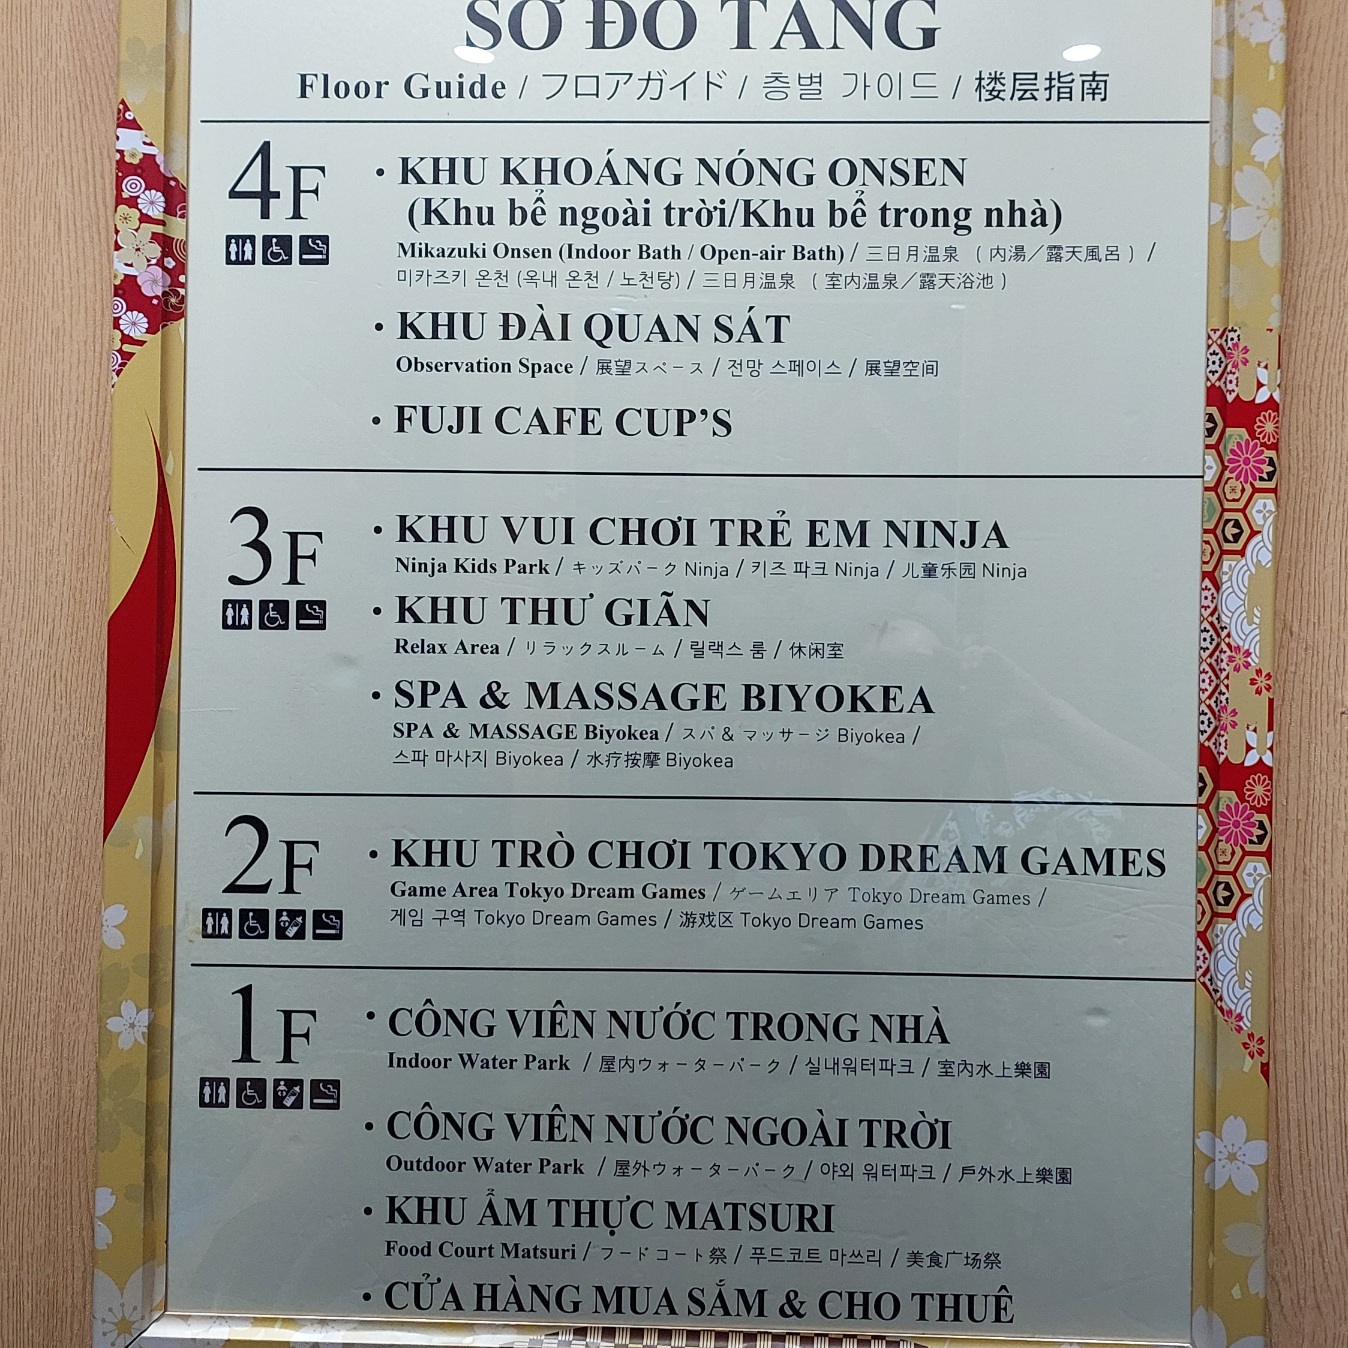 SƠ ĐỒ TẦNG
Floor Guide / フロアガイド / 층별 가이드 / 楼层指南
4F
• KHU KHOÁNG NÓNG ONSEN
(Khu bể ngoài trời/Khu bể trong nhà)
Mikazuki Onsen (Indoor Bath / Open-air Bath) / 三日月温泉 （ 内湯／露天風呂 ）/
미카즈키 온천 (옥내 온천 / 노천탕) / 三日月温泉 （ 室内温泉／露天浴池 ）
• KHU ĐÀI QUAN SÁT
Observation Space / 展望スペース / 전망 스페이스 / 展望空间
• FUJI CAFE CUP’S
3F
• KHU VUI CHƠI TRẺ EM NINJA
Ninja Kids Park / キッズパーク Ninja / 키즈 파크 Ninja / 儿童乐园 Ninja
• KHU THƯ GIÃN
Relax Area / リラックスルーム / 릴랙스 룸 / 休闲室
• SPA & MASSAGE BIYOKEA
SPA & MASSAGE Biyokea / スパ & マッサージ Biyokea /
스파 마사지 Biyokea / 水疗按摩 Biyokea
2F
• KHU TRÒ CHƠI TOKYO DREAM GAMES
Game Area Tokyo Dream Games / ゲームエリア Tokyo Dream Games /
게임 구역 Tokyo Dream Games / 游戏区 Tokyo Dream Games
1F
• CÔNG VIÊN NƯỚC TRONG NHÀ
Indoor Water Park / 屋内ウォーターパーク / 실내워터파크 / 室內水上樂園
• CÔNG VIÊN NƯỚC NGOÀI TRỜI
Outdoor Water Park / 屋外ウォーターパーク / 야외 워터파크 / 戶外水上樂園
• KHU ẨM THỰC MATSURI
Food Court Matsuri / フードコート祭 / 푸드코트 마쓰리 / 美食广场祭
• CỬA HÀNG MUA SẮM & CHO THUÊ